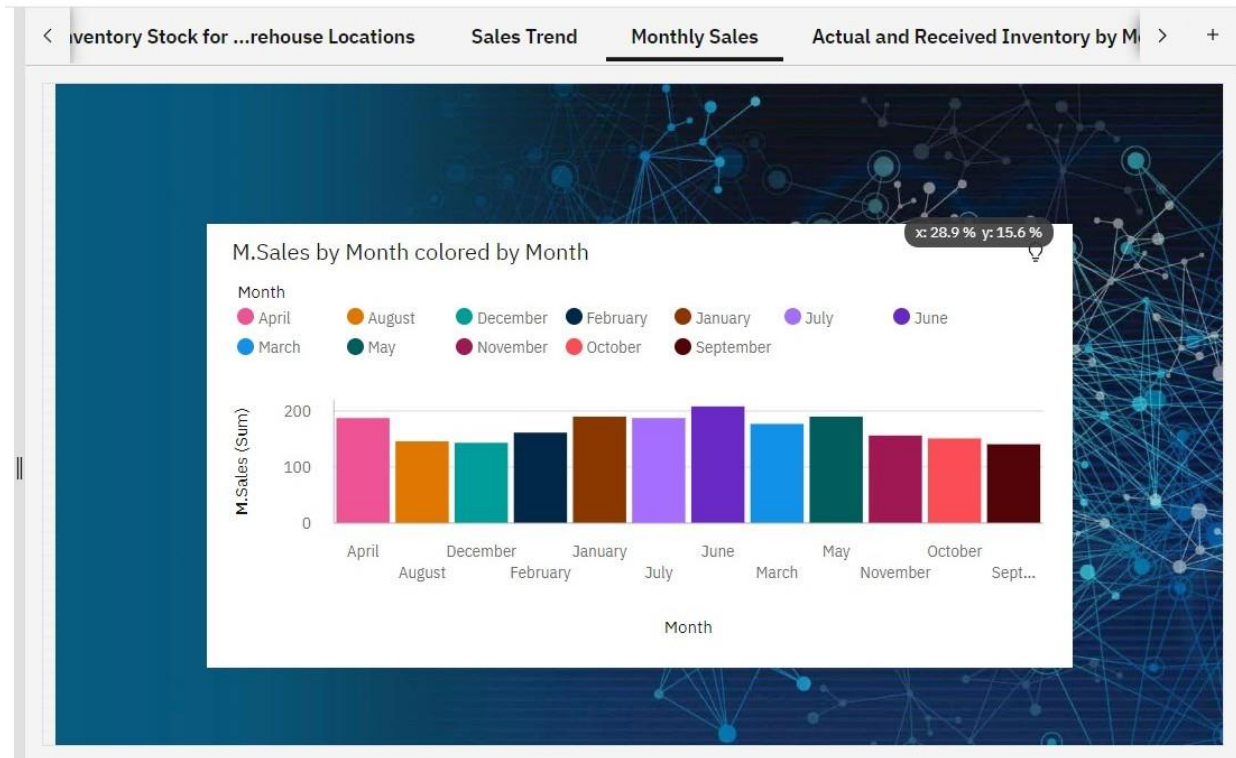 nventory Stock for ...rehouse Locations Sales Trend Monthly Sales Actual and Received Inventory by M
x: 28.9 % y: 15.6 %
M.Sales by Month colored by Month
Month
April August December February January July June
March May November October September
M.Sales (Sum)
200
100
0
April December January June May October
August February July March November Sept...
Month